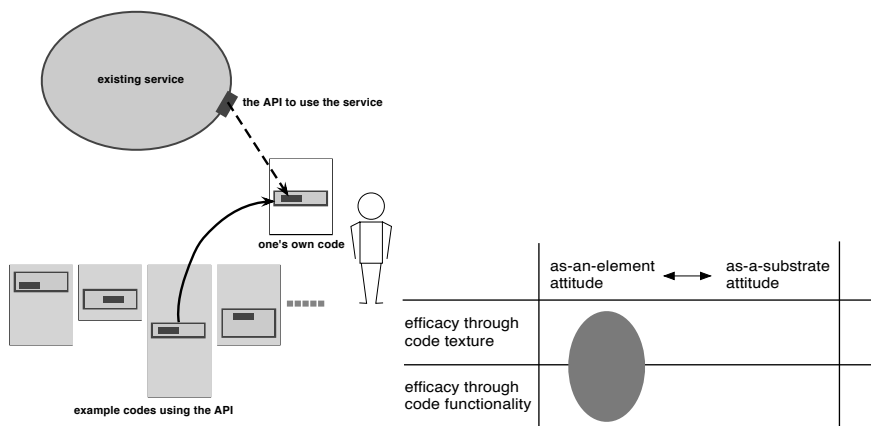 existing service
the API to use the service
one's own code
example codes using the API
as-an-element
attitude
as-a-substrate
attitude
efficacy through
code texture
efficacy through
code functionality